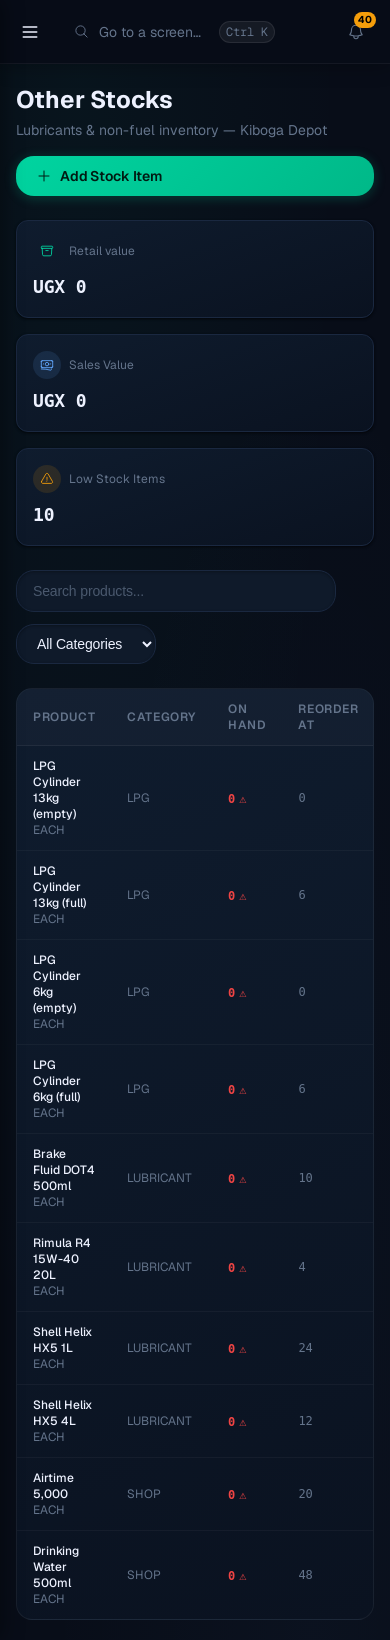 Go to a screen...
Ctrl K
40
Other Stocks
Lubricants & non-fuel inventory — Kiboga Depot
+ Add Stock Item
Retail value
UGX 0
Sales Value
UGX 0
Low Stock Items
10
Search products...
All Categories
PRODUCT CATEGORY ON HAND REORDER AT
LPG
Cylinder
13kg
(empty)
EACH
LPG
0 ⚠
0
LPG
Cylinder
13kg (full)
EACH
LPG
0 ⚠
6
LPG
Cylinder
6kg
(empty)
EACH
LPG
0 ⚠
0
LPG
Cylinder
6kg (full)
EACH
LPG
0 ⚠
6
Brake
Fluid DOT4
500ml
EACH
LUBRICANT
0 ⚠
10
Rimula R4
15W-40
20L
EACH
LUBRICANT
0 ⚠
4
Shell Helix
HX5 1L
EACH
LUBRICANT
0 ⚠
24
Shell Helix
HX5 4L
EACH
LUBRICANT
0 ⚠
12
Airtime
5,000
EACH
SHOP
0 ⚠
20
Drinking
Water
500ml
EACH
SHOP
0 ⚠
48